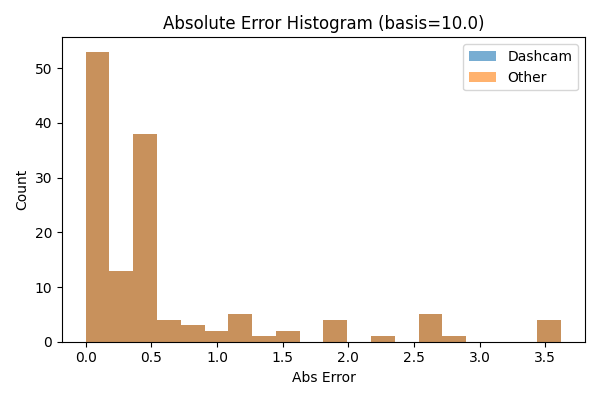 Absolute Error Histogram (basis=10.0)
Dashcam
Other
Count
50
40
30
20
10
0
0.0 0.5 1.0 1.5 2.0 2.5 3.0 3.5
Abs Error